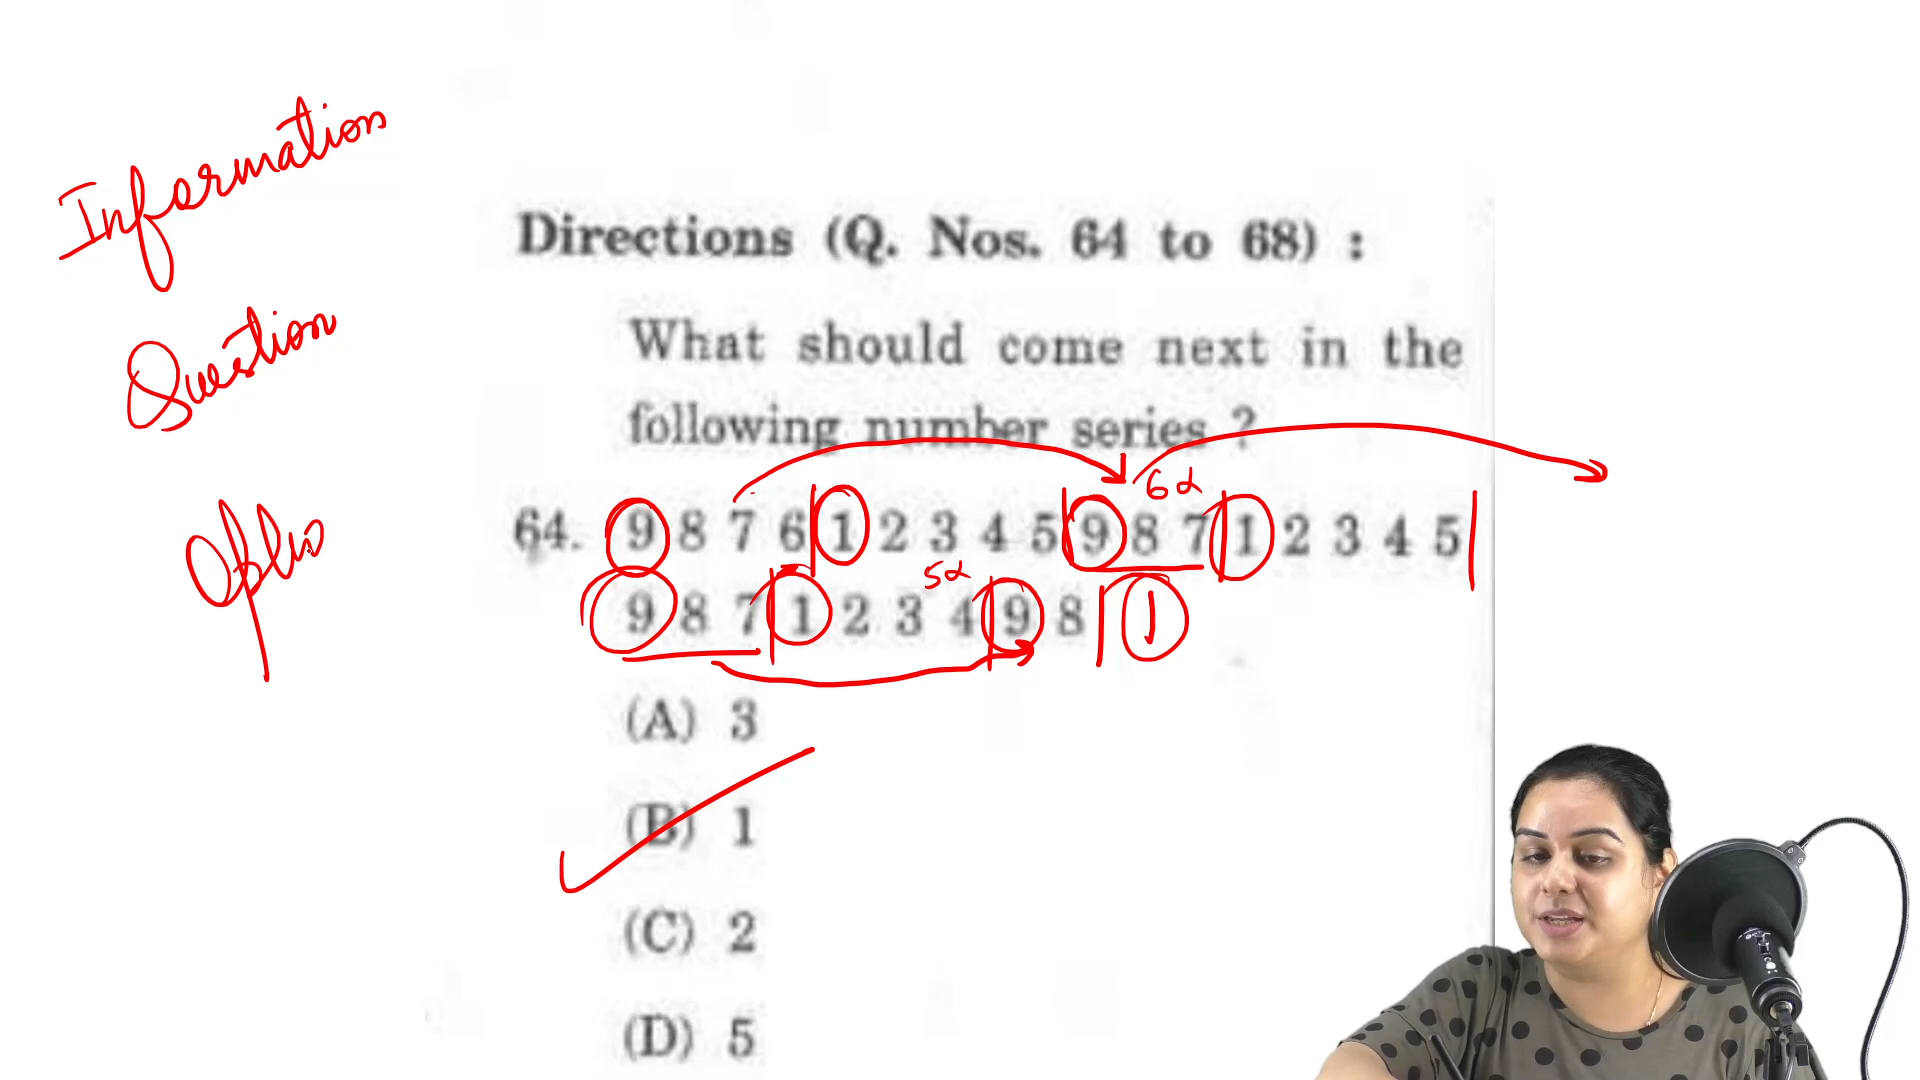 Information
Question
Directions (Q. Nos. 64 to 68) :
What should come next in the
following number series ?
6α
64. 9 8 7 6 1 2 3 4 5 9 8 7 1 2 3 4 5
5α
9 8 7 1 2 3 4 9 8 1
(A) 3
(B) 1
(C) 2
(D) 5